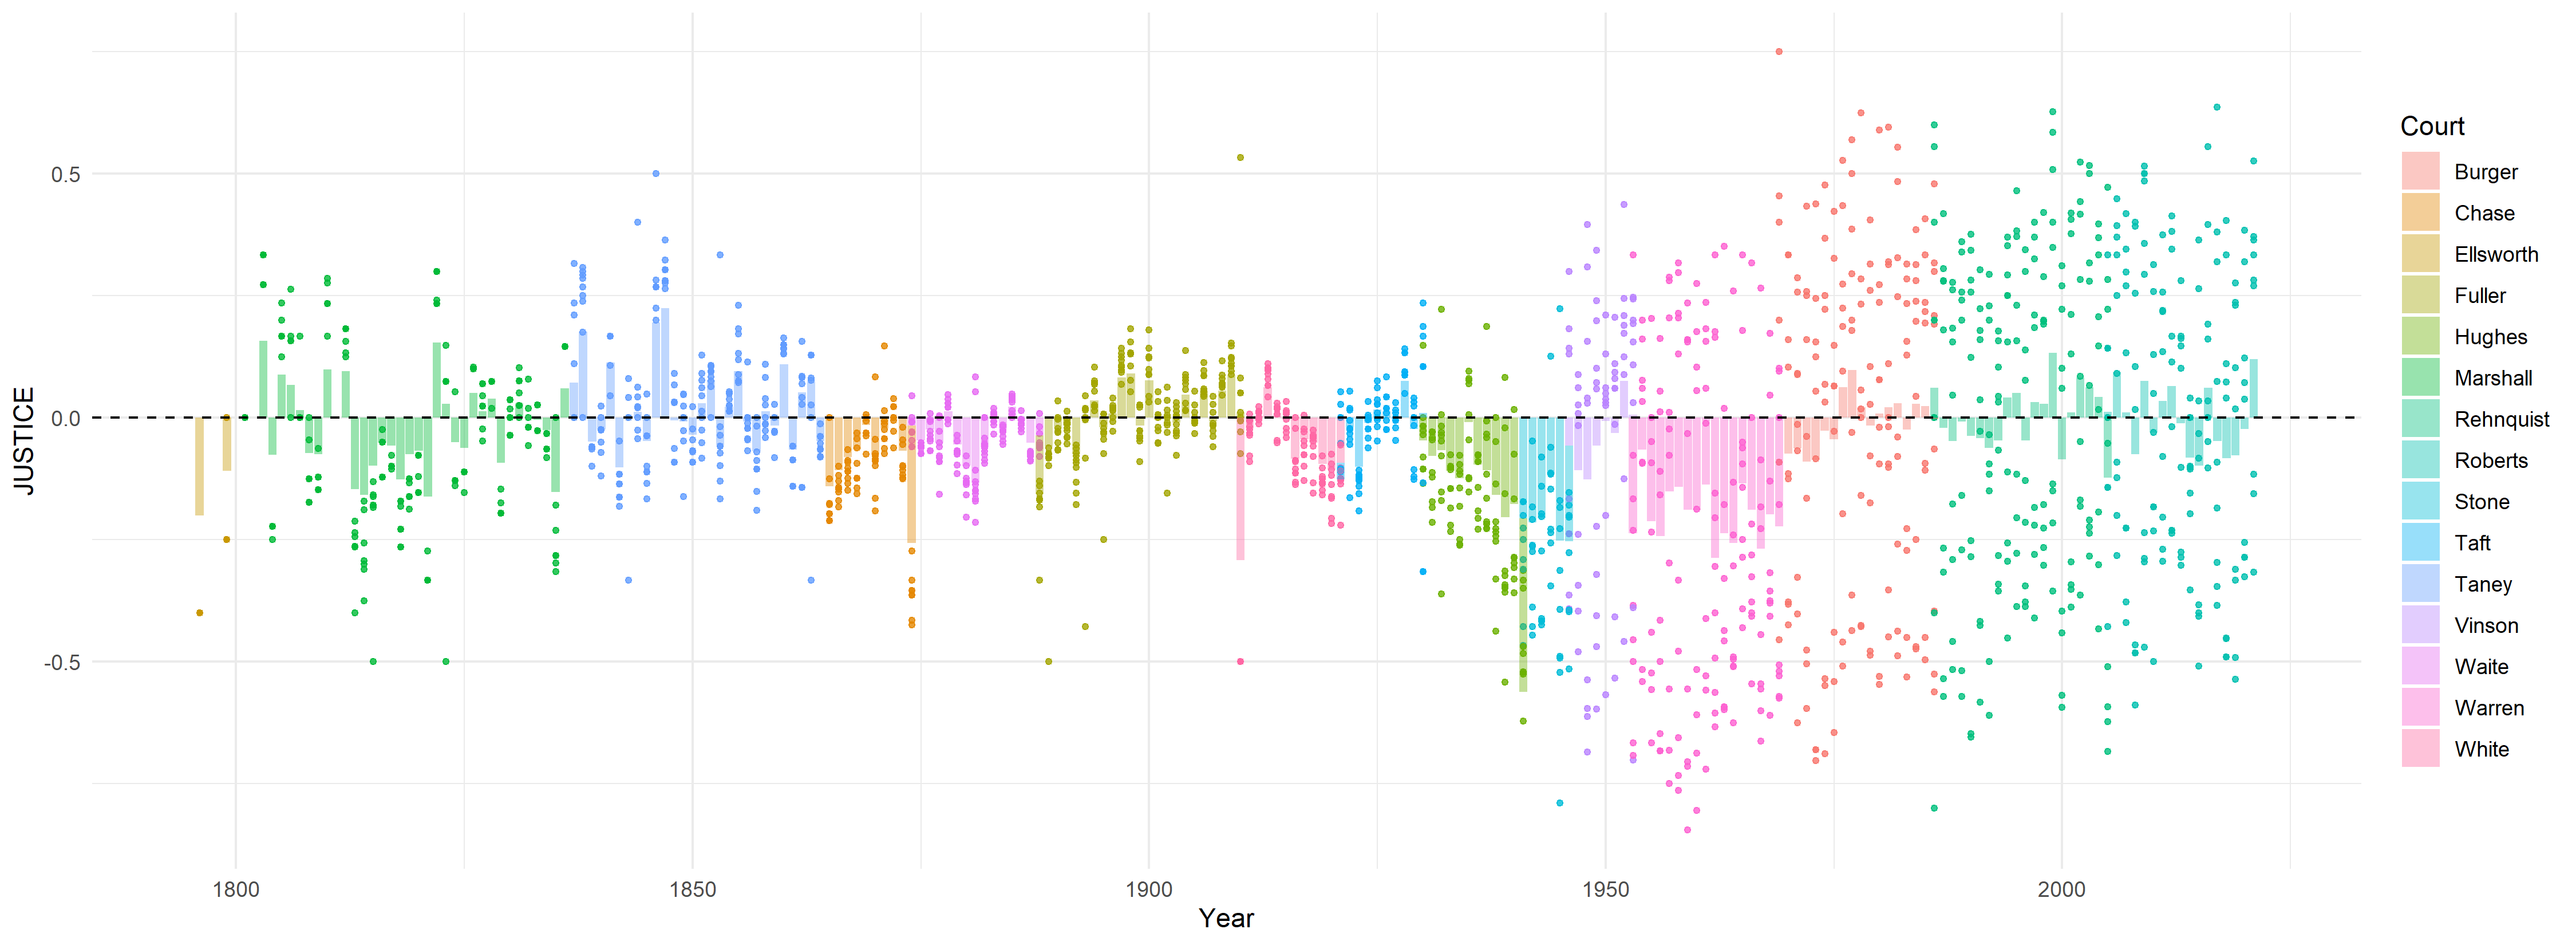 JUSTICE
0.5
0.0
-0.5
1800
1850
1900
1950
2000
Year
Court
Burger
Chase
Ellsworth
Fuller
Hughes
Marshall
Rehnquist
Roberts
Stone
Taft
Taney
Vinson
Waite
Warren
White